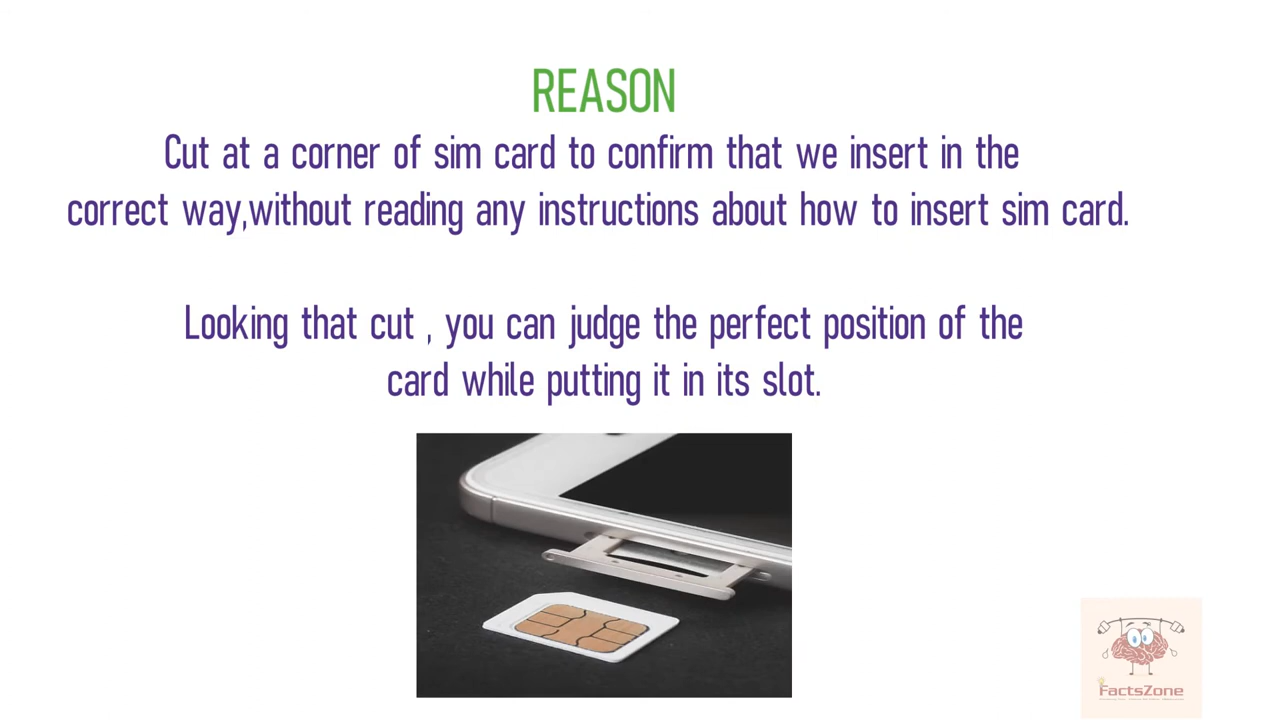 REASON
Cut at a corner of sim card to confirm that we insert in the
correct way,without reading any instructions about how to insert sim card.
Looking that cut , you can judge the perfect position of the
card while putting it in its slot.
FactsZone